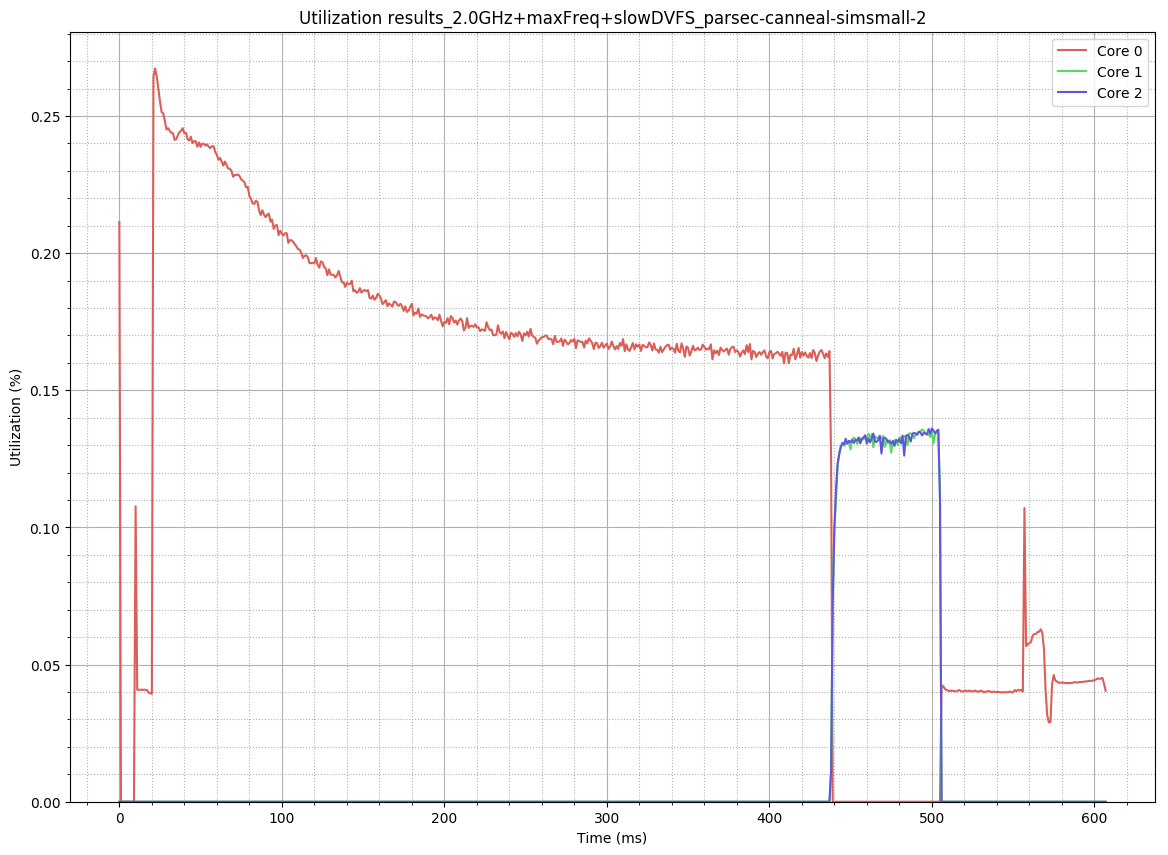 Utilization results_2.0GHz+maxFreq+slowDVFS_parsec-canneal-simsmall-2
Core 0
Core 1
Core 2
Utilization (%)
0.25
0.20
0.15
0.10
0.05
0.00
0 100 200 300 400 500 600
Time (ms)